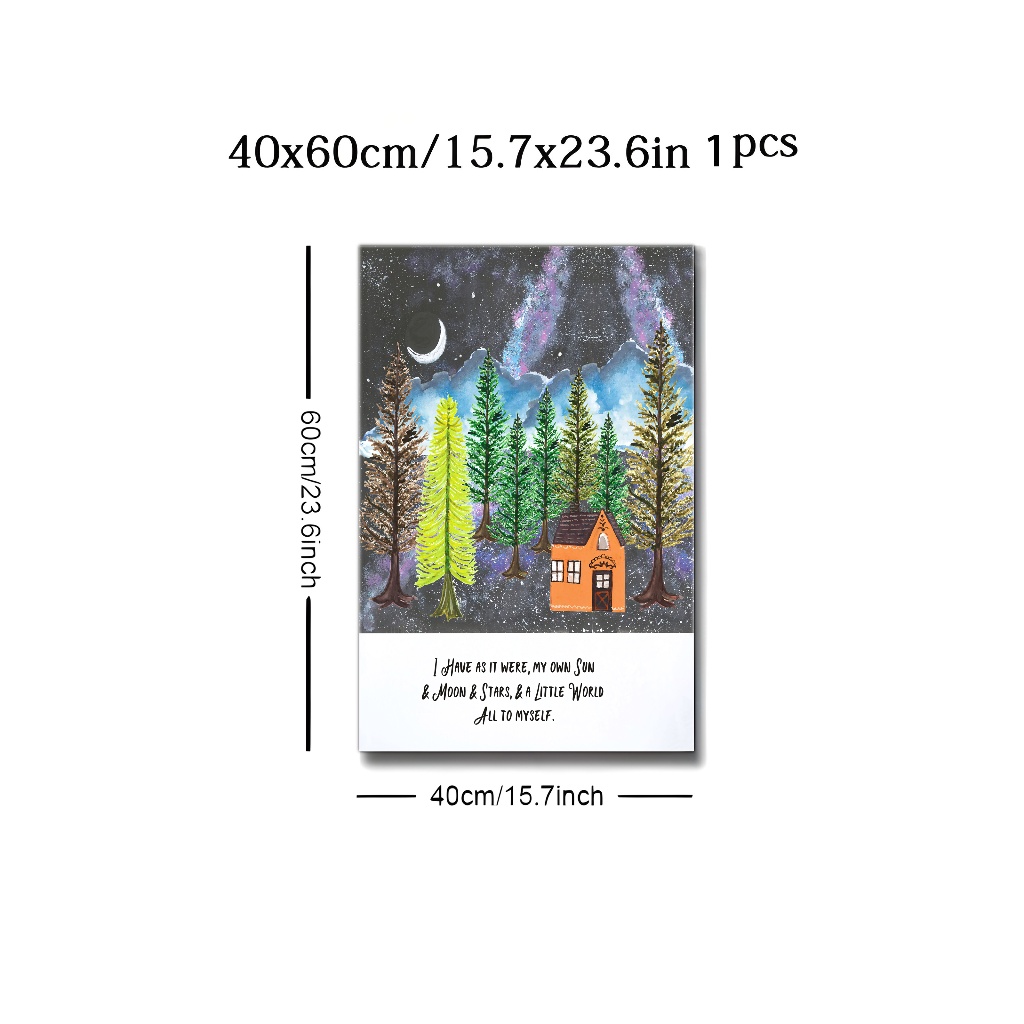 40x60cm/15.7x23.6in 1pcs
60cm/23.6inch
I Have as it were, my own Sun
& Moon & Stars, & a Little World
All to myself.
40cm/15.7inch